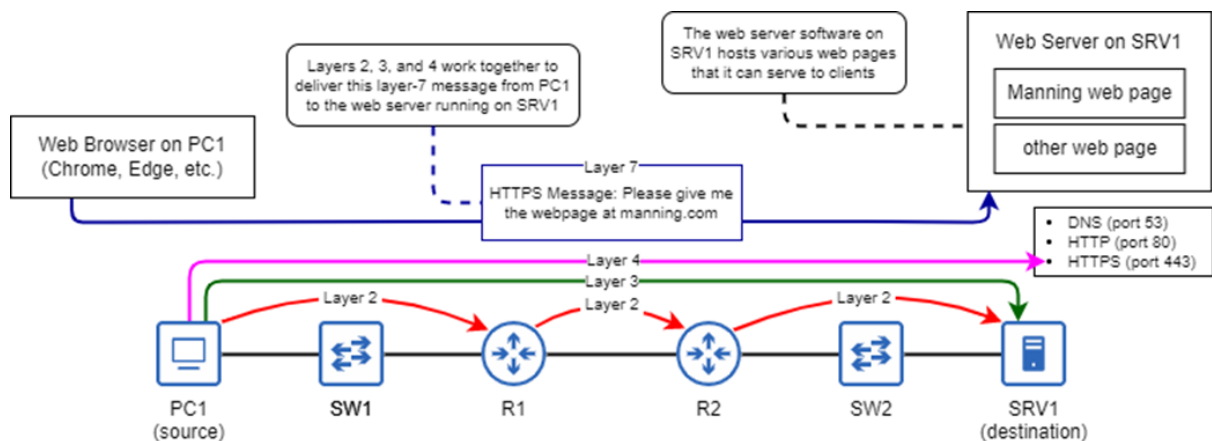 The web server software on
SRV1 hosts various web pages
that it can serve to clients
Web Server on SRV1
Manning web page
other web page
Layers 2, 3, and 4 work together to
deliver this layer-7 message from PC1
to the web server running on SRV1
Web Browser on PC1
(Chrome, Edge, etc.)
Layer 7
HTTPS Message: Please give me
the webpage at manning.com
• DNS (port 53)
• HTTP (port 80)
• HTTPS (port 443)
Layer 4
Layer 3
Layer 2
Layer 2
Layer 2
PC1
(source)
SW1
R1
R2
SW2
SRV1
(destination)